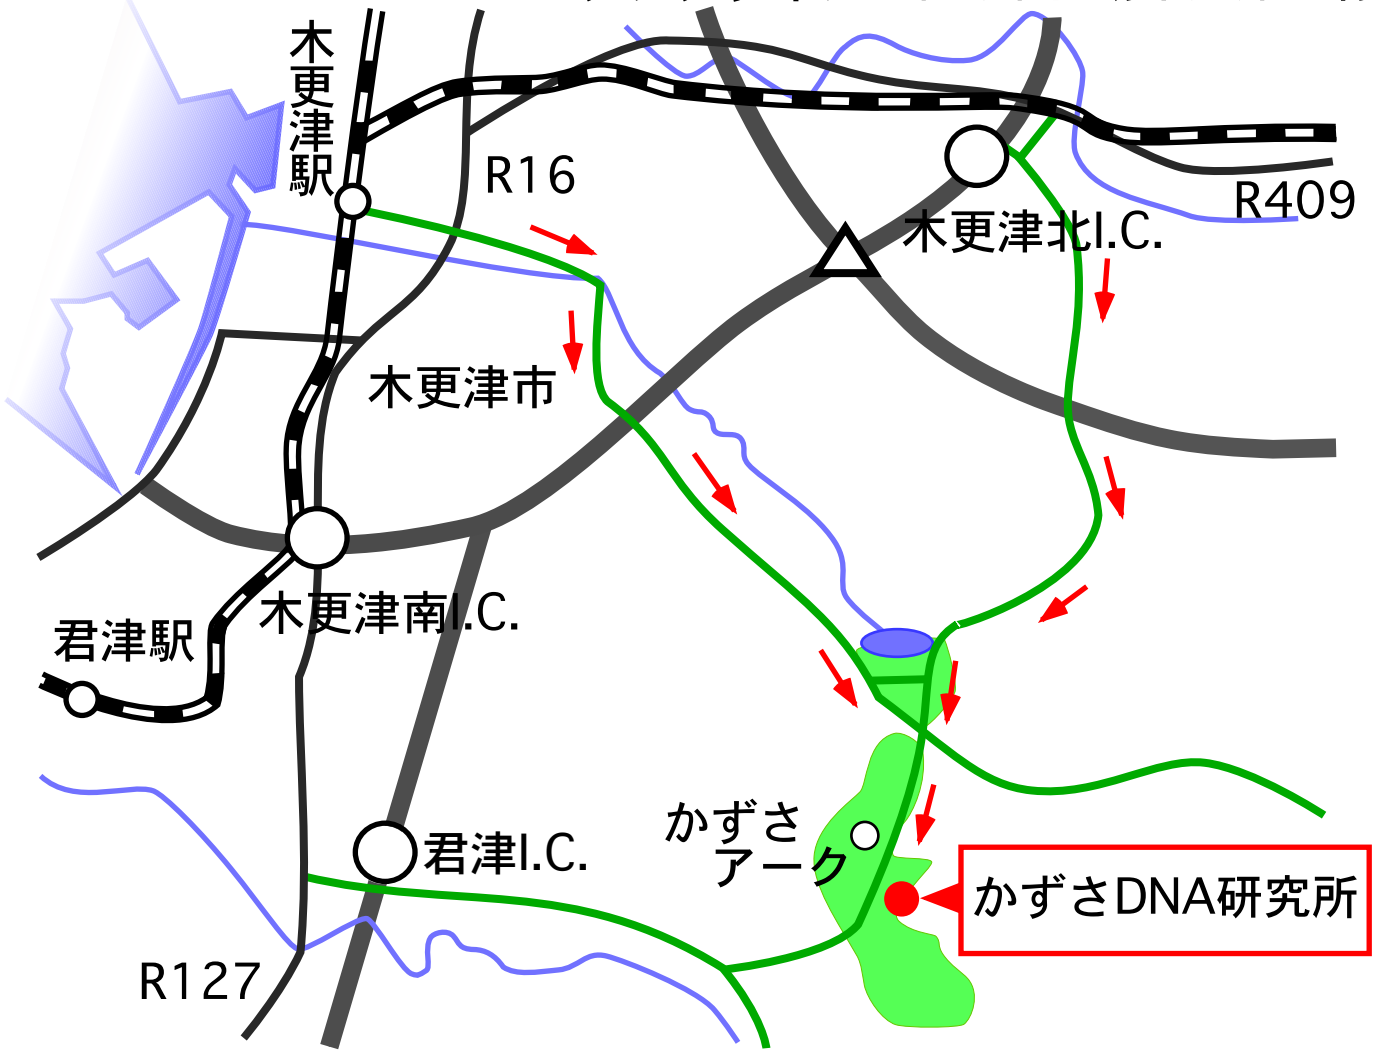 木更津駅
R16
R409
木更津北I.C.
木更津市
木更津南I.C.
君津駅
かずさ
アーク
君津I.C.
かずさDNA研究所
R127